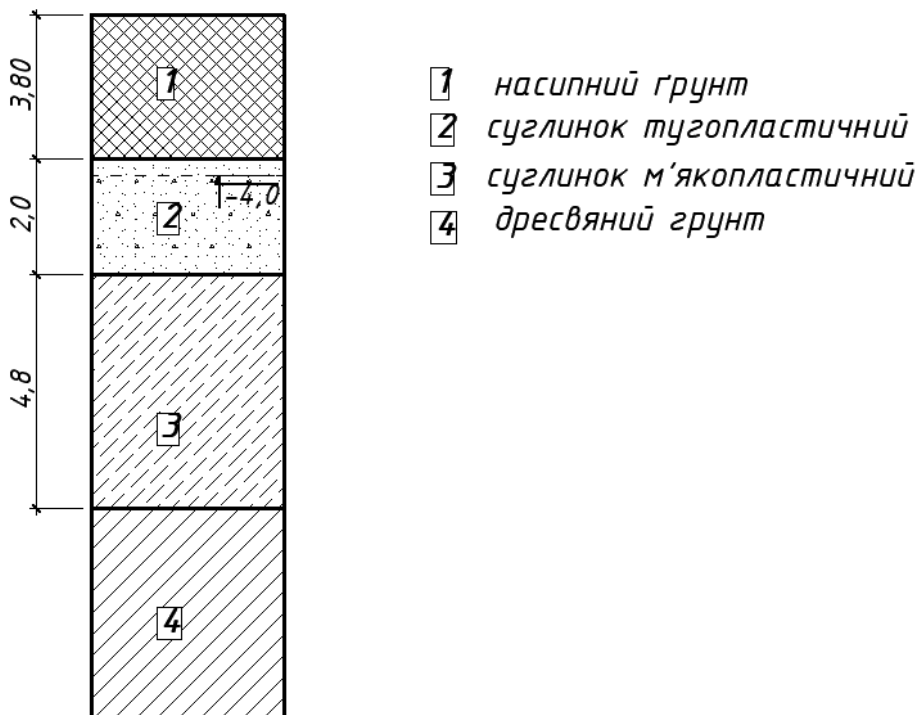 3,80
1
2,0
-4,0
2
4,8
3
4
1 насипний ґрунт
2 суглинок тугопластичний
3 суглинок м'якопластичний
4 дресвяний грунт